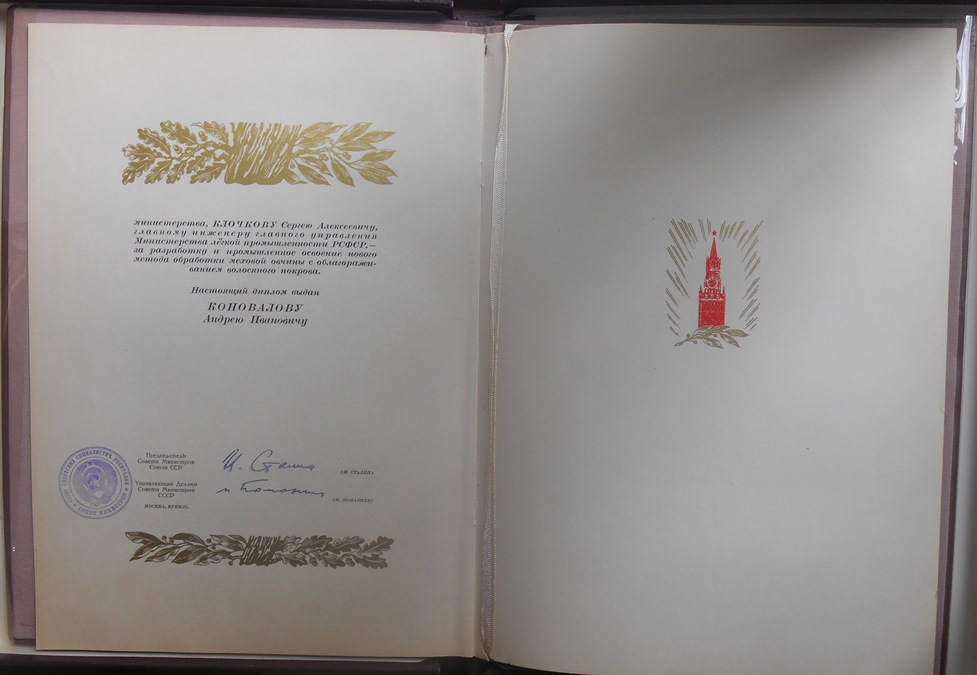 министерства, КЛОЧКОВУ Сергею Алексеевичу,
главному инженеру главного управления
Министерства лёгкой промышленности РСФСР,—
за разработку и промышленное освоение нового
метода обработки меховой овчины с облагоражи-
ванием волосяного покрова.
Настоящий диплом выдан
КОНОВАЛОВУ
Андрею Ивановичу
Председатель
Совета Министров
Союза ССР
И. Сталин
(И. СТАЛИН)
Управляющий Делами
Совета Министров
СССР
(М. ПОМАЗНЕВ)
МОСКВА, КРЕМЛЬ.